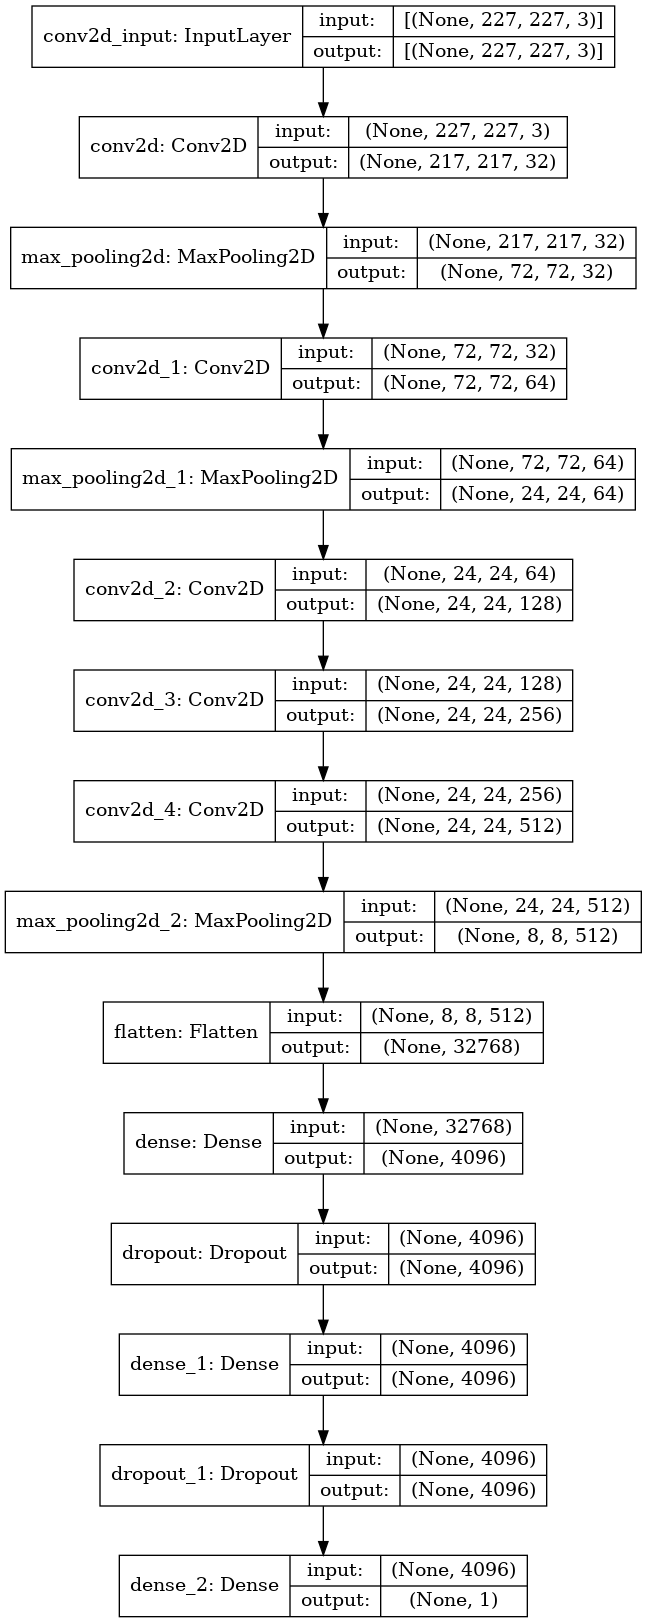 conv2d_input: InputLayer
input: [(None, 227, 227, 3)]
output: [(None, 227, 227, 3)]
conv2d: Conv2D
input: (None, 227, 227, 3)
output: (None, 217, 217, 32)
max_pooling2d: MaxPooling2D
input: (None, 217, 217, 32)
output: (None, 72, 72, 32)
conv2d_1: Conv2D
input: (None, 72, 72, 32)
output: (None, 72, 72, 64)
max_pooling2d_1: MaxPooling2D
input: (None, 72, 72, 64)
output: (None, 24, 24, 64)
conv2d_2: Conv2D
input: (None, 24, 24, 64)
output: (None, 24, 24, 128)
conv2d_3: Conv2D
input: (None, 24, 24, 128)
output: (None, 24, 24, 256)
conv2d_4: Conv2D
input: (None, 24, 24, 256)
output: (None, 24, 24, 512)
max_pooling2d_2: MaxPooling2D
input: (None, 24, 24, 512)
output: (None, 8, 8, 512)
flatten: Flatten
input: (None, 8, 8, 512)
output: (None, 32768)
dense: Dense
input: (None, 32768)
output: (None, 4096)
dropout: Dropout
input: (None, 4096)
output: (None, 4096)
dense_1: Dense
input: (None, 4096)
output: (None, 4096)
dropout_1: Dropout
input: (None, 4096)
output: (None, 4096)
dense_2: Dense
input: (None, 4096)
output: (None, 1)